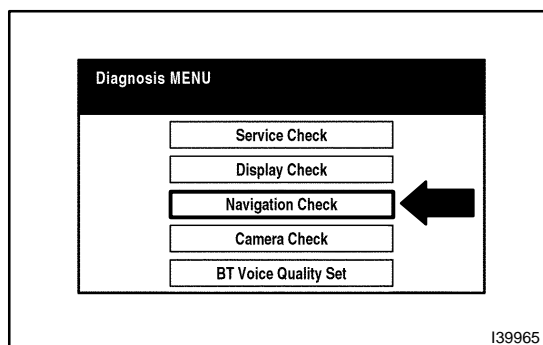 Diagnosis MENU
Service Check
Display Check
Navigation Check
Camera Check
BT Voice Quality Set
I39965